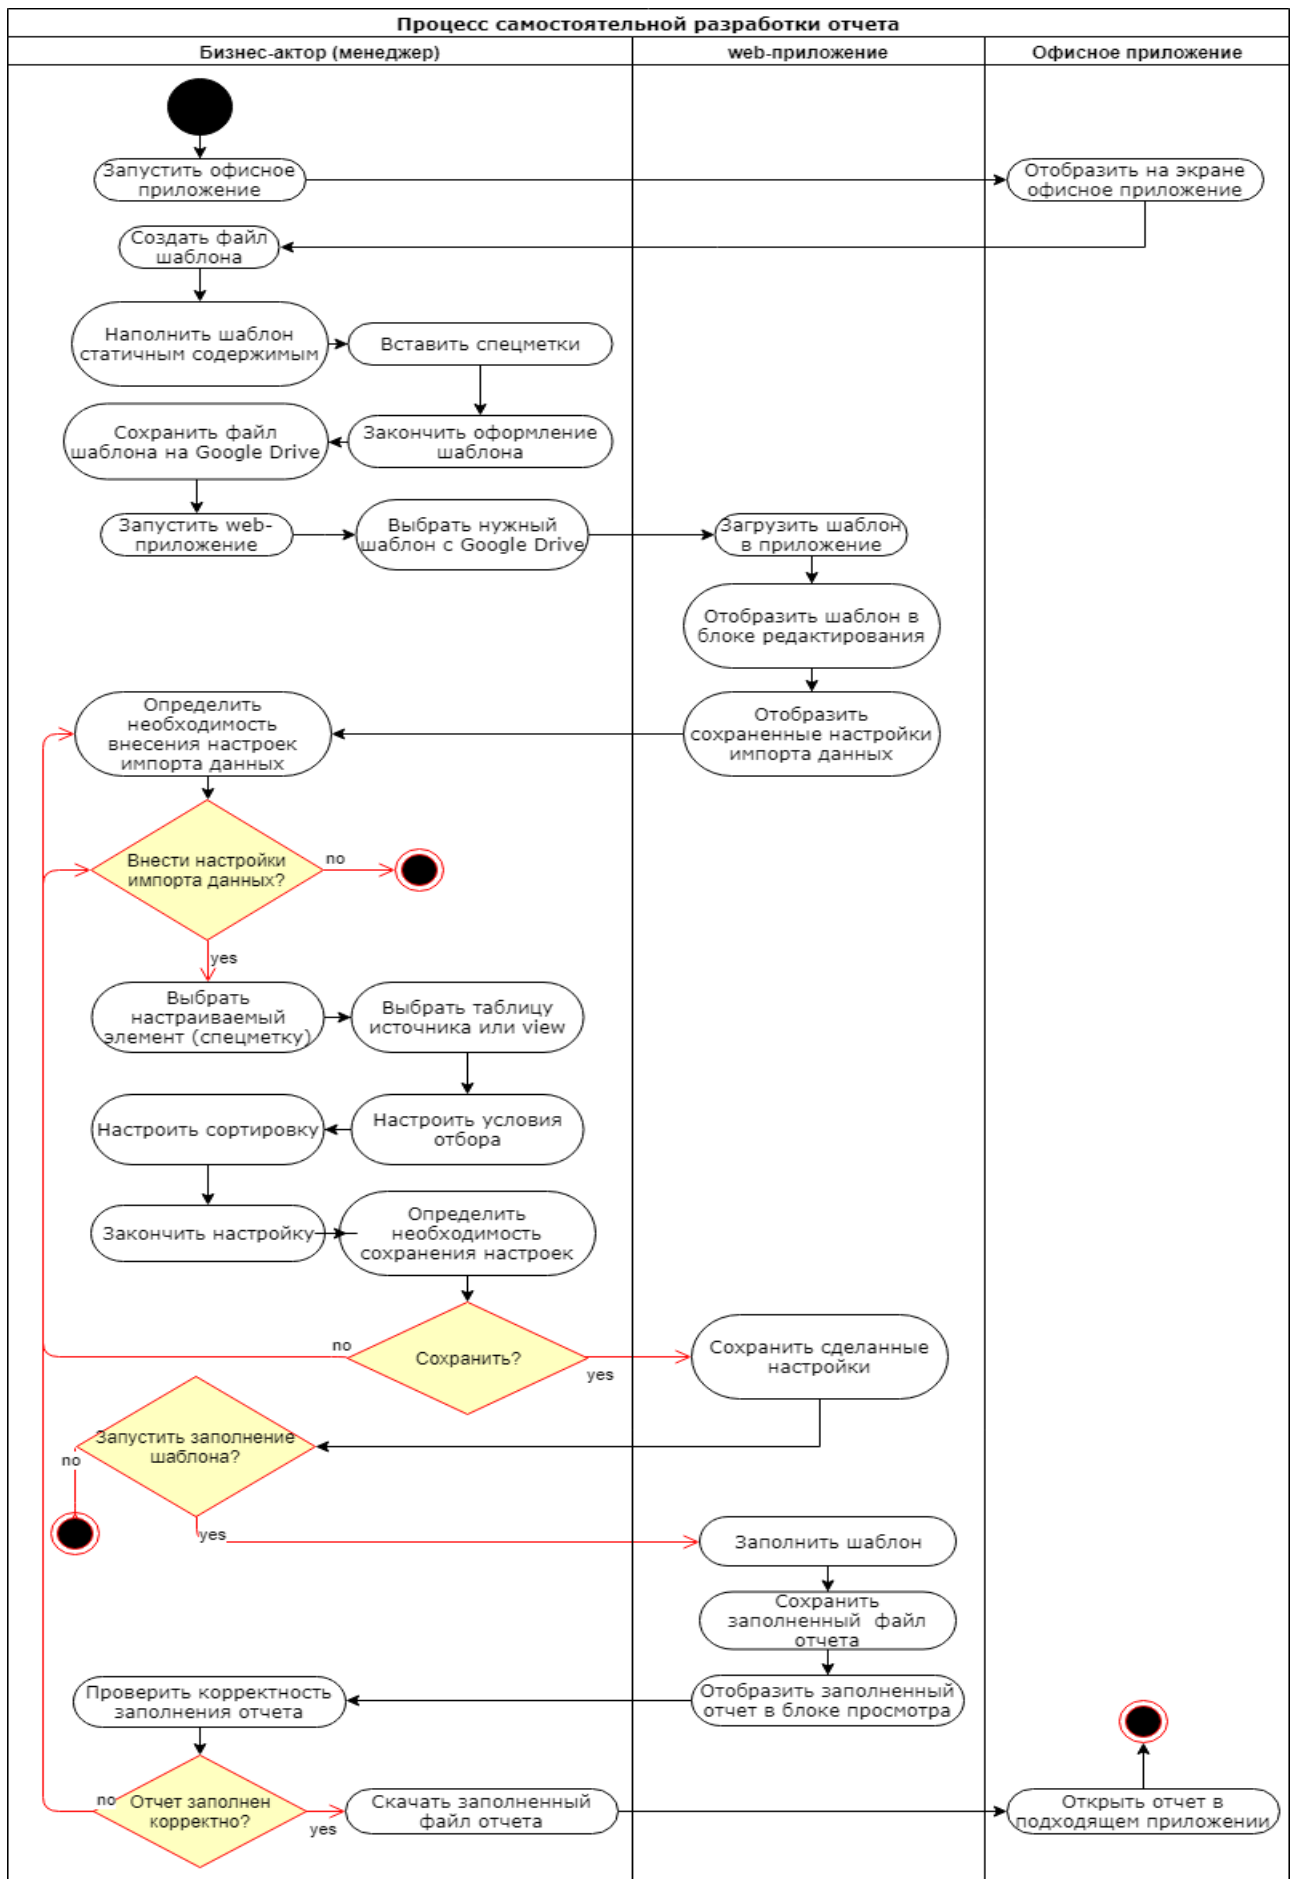 Процесс самостоятельной разработки отчета
Бизнес-актор (менеджер)
web-приложение
Офисное приложение
Запустить офисное
приложение
Отобразить на экране
офисное приложение
Создать файл
шаблона
Наполнить шаблон
статичным содержимым
Вставить спецметки
Сохранить файл
шаблона на Google Drive
Закончить оформление
шаблона
Запустить web-
приложение
Выбрать нужный
шаблон с Google Drive
Загрузить шаблон
в приложение
Отобразить шаблон в
блоке редактирования
Определить
необходимость
внесения настроек
импорта данных
Отобразить
сохраненные настройки
импорта данных
Внести настройки
импорта данных?
no
yes
Выбрать
настраиваемый
элемент (спецметку)
Выбрать таблицу
источника или view
Настроить сортировку
Настроить условия
отбора
Закончить настройку
Определить
необходимость
сохранения настроек
no
Сохранить?
yes
Сохранить сделанные
настройки
Запустить заполнение
шаблона?
no
yes
Заполнить шаблон
Сохранить
заполненный файл
отчета
Проверить корректность
заполнения отчета
Отобразить заполненный
отчет в блоке просмотра
no
Отчет заполнен
корректно?
yes
Скачать заполненный
файл отчета
Открыть отчет в
подходящем приложении